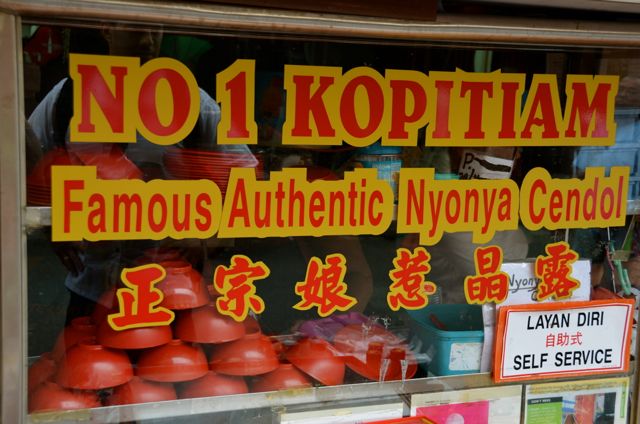 NO 1 KOPITIAM
Famous Authentic Nyonya Cendol
正宗娘惹晶露
Nyony
LAYAN DIRI
自助式
SELF SERVICE